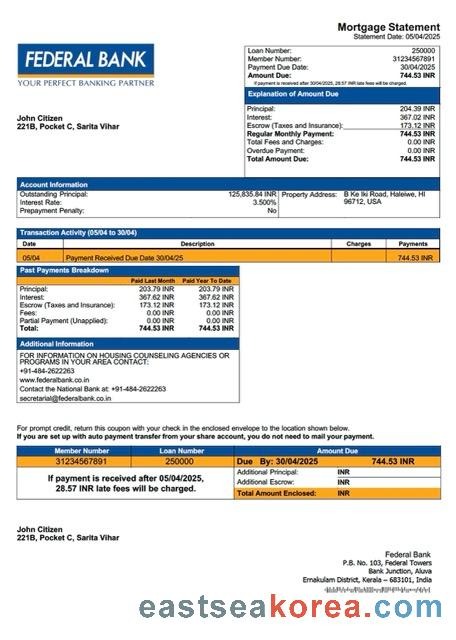 Mortgage Statement
Statement Date: 05/04/2025
FEDERAL BANK
YOUR PERFECT BANKING PARTNER
Loan Number: 250000
Member Number: 31234567891
Payment Due Date: 30/04/2025
Amount Due: 744.53 INR
If payment is received after 30/04/2025, 28.57 INR late fees will be charged.
John Citizen
221B, Pocket C, Sarita Vihar
Explanation of Amount Due
Principal: 204.39 INR
Interest: 367.02 INR
Escrow (Taxes and Insurance): 173.12 INR
Regular Monthly Payment: 744.53 INR
Total Fees and Charges: 0.00 INR
Overdue Payment: 0.00 INR
Total Amount Due: 744.53 INR
Account Information
Outstanding Principal: 125,835.84 INR
Interest Rate: 3.500%
Prepayment Penalty: No
Property Address: B Ke Iki Road, Haleiwe, HI
96712, USA
Transaction Activity (05/04 to 30/04)
Date Description Charges Payments
05/04 Payment Received Due Date 30/04/25 744.53 INR
Past Payments Breakdown
Paid Last Month Paid Year To Date
Principal: 203.79 INR 203.79 INR
Interest: 367.62 INR 367.62 INR
Escrow (Taxes and Insurance): 173.12 INR 173.12 INR
Fees: 0.00 INR 0.00 INR
Partial Payment (Unapplied): 0.00 INR 0.00 INR
Total: 744.53 INR 744.53 INR
Additional Information
FOR INFORMATION ON HOUSING COUNSELING AGENCIES OR
PROGRAMS IN YOUR AREA CONTACT:
+91-484-2622263
www.federalbank.co.in
Contact the National Bank at: +91-484-2622263
secretarial@federalbank.co.in
For prompt credit, return this coupon with your check in the enclosed envelope to the location shown below.
If you are set up with auto payment transfer from your share account, you do not need to mail your payment.
Member Number Loan Number Amount Due
31234567891 250000 Due By: 30/04/2025 744.53 INR
If payment is received after 05/04/2025,
28.57 INR late fees will be charged.
Additional Principal: INR
Additional Escrow: INR
Total Amount Enclosed: INR
John Citizen
221B, Pocket C, Sarita Vihar
Federal Bank
P.B. No. 103, Federal Towers
Bank Junction, Aluva
Ernakulam District, Kerala – 683101, India
eastseakorea.com